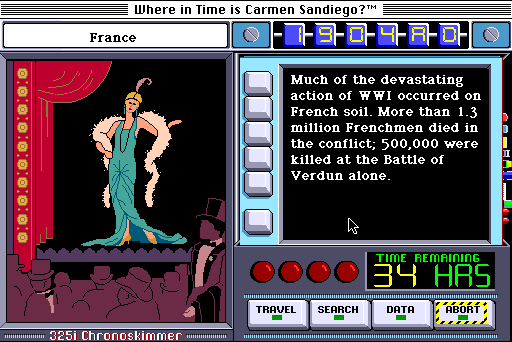 Where in Time is Carmen Sandiego?™
France
1904AD
Much of the devastating
action of WWI occurred on
French soil. More than 1.3
million Frenchmen died in
the conflict; 500,000 were
killed at the Battle of
Verdun alone.
TIME REMAINING
34 HRS
TRAVEL
SEARCH
DATA
ABORT
325i Chronoskimmer